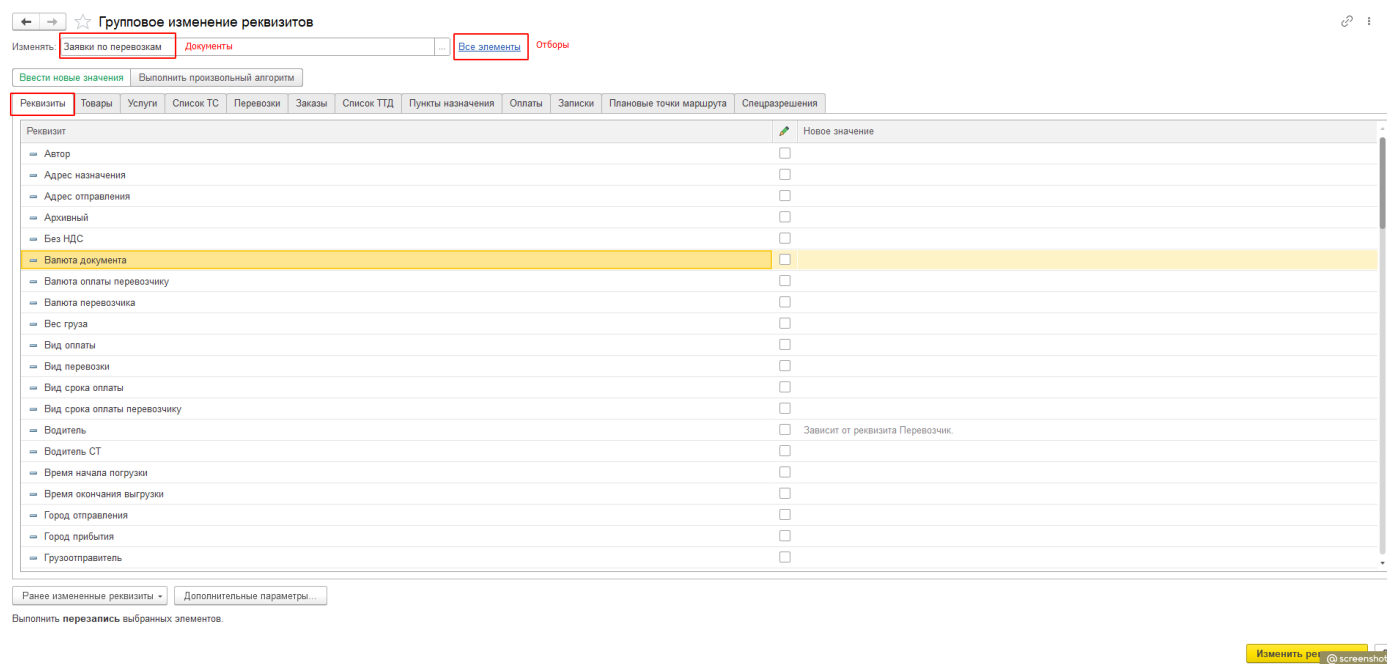 Групповое изменение реквизитов
Изменять: Заявки по перевозкам Документы ... Все элементы Отборы
Ввести новые значения Выполнить произвольный алгоритм
Реквизиты Товары Услуги Список ТС Перевозки Заказы Список ТТД Пункты назначения Оплаты Записки Плановые точки маршрута Спецразрешения
Реквизит Новое значение
Автор
Адрес назначения
Адрес отправления
Архивный
Без НДС
Валюта документа
Валюта оплаты перевозчику
Валюта перевозчика
Вес груза
Вид оплаты
Вид перевозки
Вид срока оплаты
Вид срока оплаты перевозчику
Водитель Зависит от реквизита Перевозчик.
Водитель СТ
Время начала погрузки
Время окончания выгрузки
Город отправления
Город прибытия
Грузоотправитель
Ранее измененные реквизиты Дополнительные параметры...
Выполнить перезапись выбранных элементов.
Изменить
@screenshot